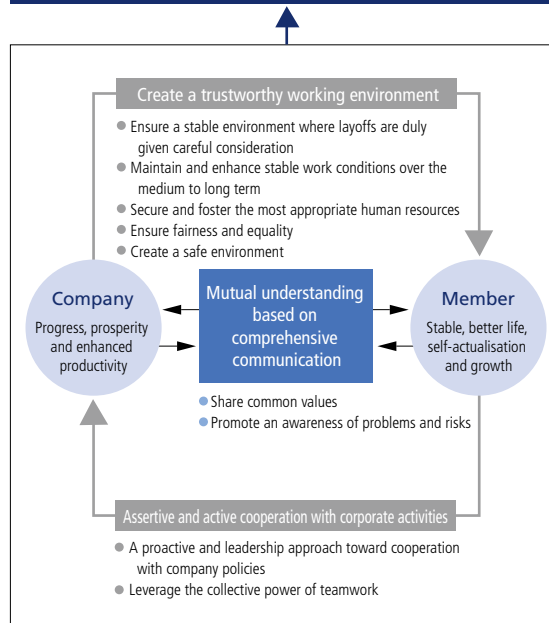 Create a trustworthy working environment
● Ensure a stable environment where layoffs are duly
given careful consideration
● Maintain and enhance stable work conditions over the
medium to long term
● Secure and foster the most appropriate human resources
● Ensure fairness and equality
● Create a safe environment
Company
Progress, prosperity
and enhanced
productivity
Mutual understanding
based on
comprehensive
communication
Member
Stable, better life,
self-actualisation
and growth
● Share common values
● Promote an awareness of problems and risks
Assertive and active cooperation with corporate activities
● A proactive and leadership approach toward cooperation
with company policies
● Leverage the collective power of teamwork